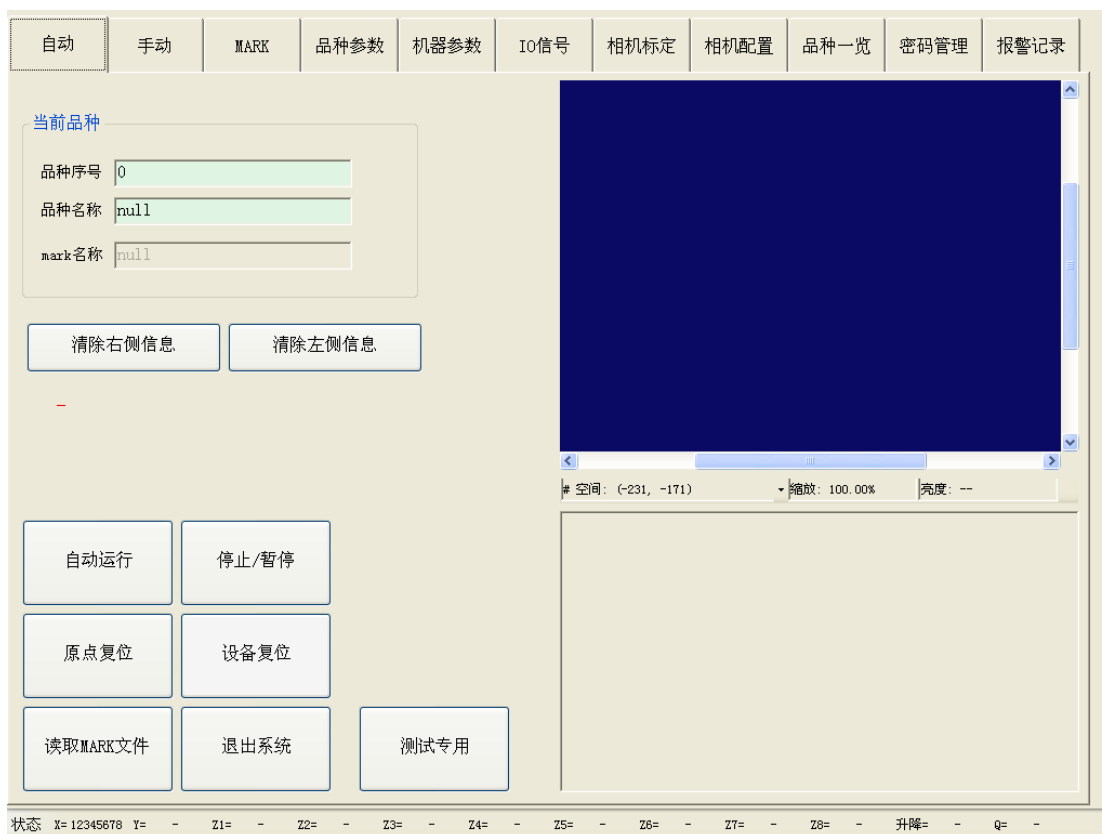 自动 手动 MARK 品种参数 机器参数 IO信号 相机标定 相机配置 品种一览 密码管理 报警记录
当前品种
品种序号 0
品种名称 null
mark名称 null
清除右侧信息 清除左侧信息
–
# 空间: (-231, -171) 缩放: 100.00% 亮度: --
自动运行 停止/暂停
原点复位 设备复位
读取MARK文件 退出系统 测试专用
状态 X= 12345678 Y= - Z1= - Z2= - Z3= - Z4= - Z5= - Z6= - Z7= - Z8= - 升降= - Q= -